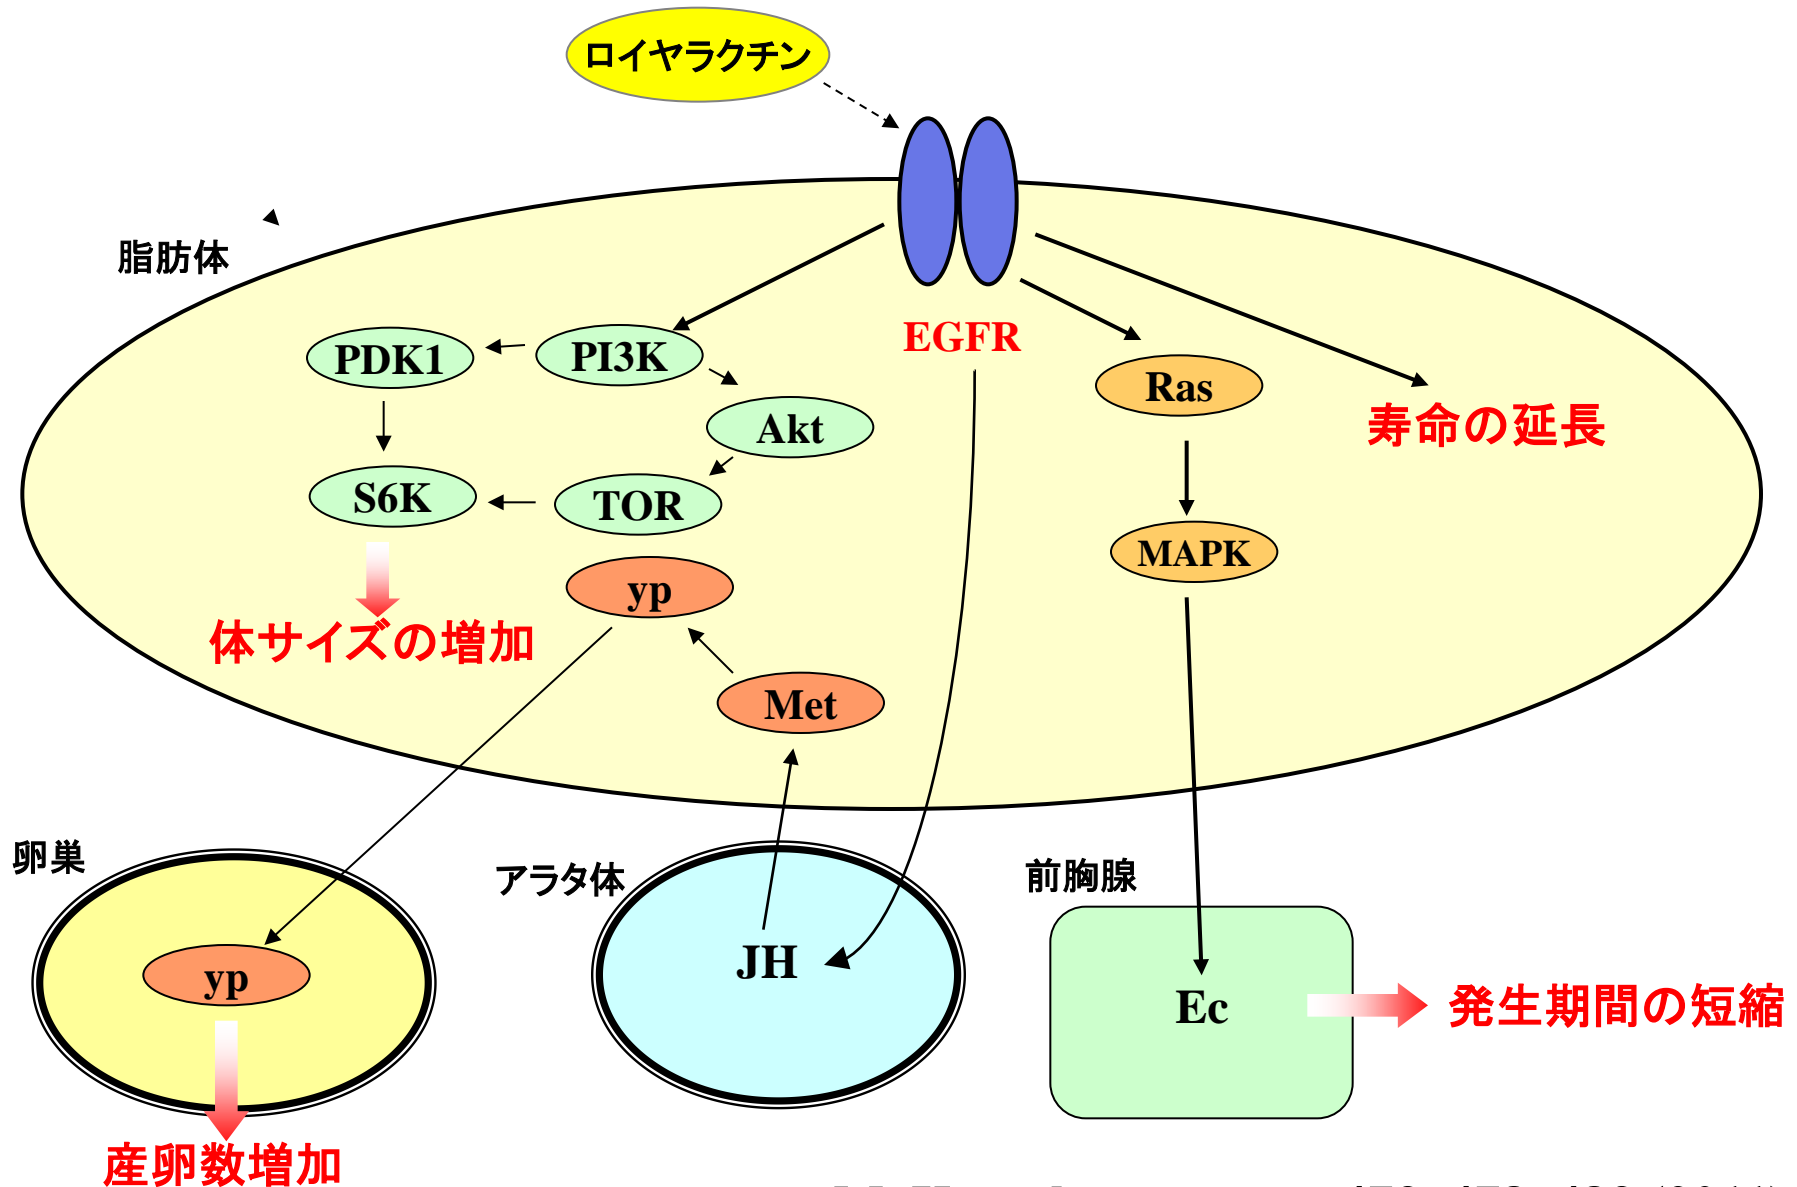 ロイヤラクチン
脂肪体
EGFR
PDK1
PI3K
Akt
Ras
寿命の延長
S6K
TOR
MAPK
yp
体サイズの増加
Met
卵巣
アラタ体
前胸腺
yp
JH
Ec
発生期間の短縮
産卵数増加